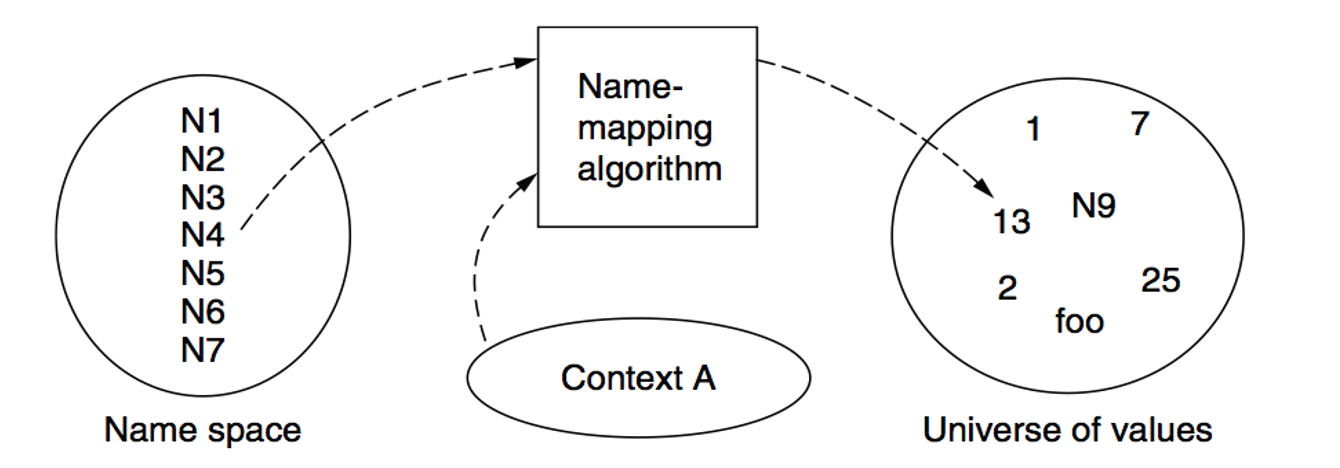 N1
N2
N3
N4
N5
N6
N7
Name space
Name-
mapping
algorithm
Context A
1
7
13
N9
2
25
foo
Universe of values